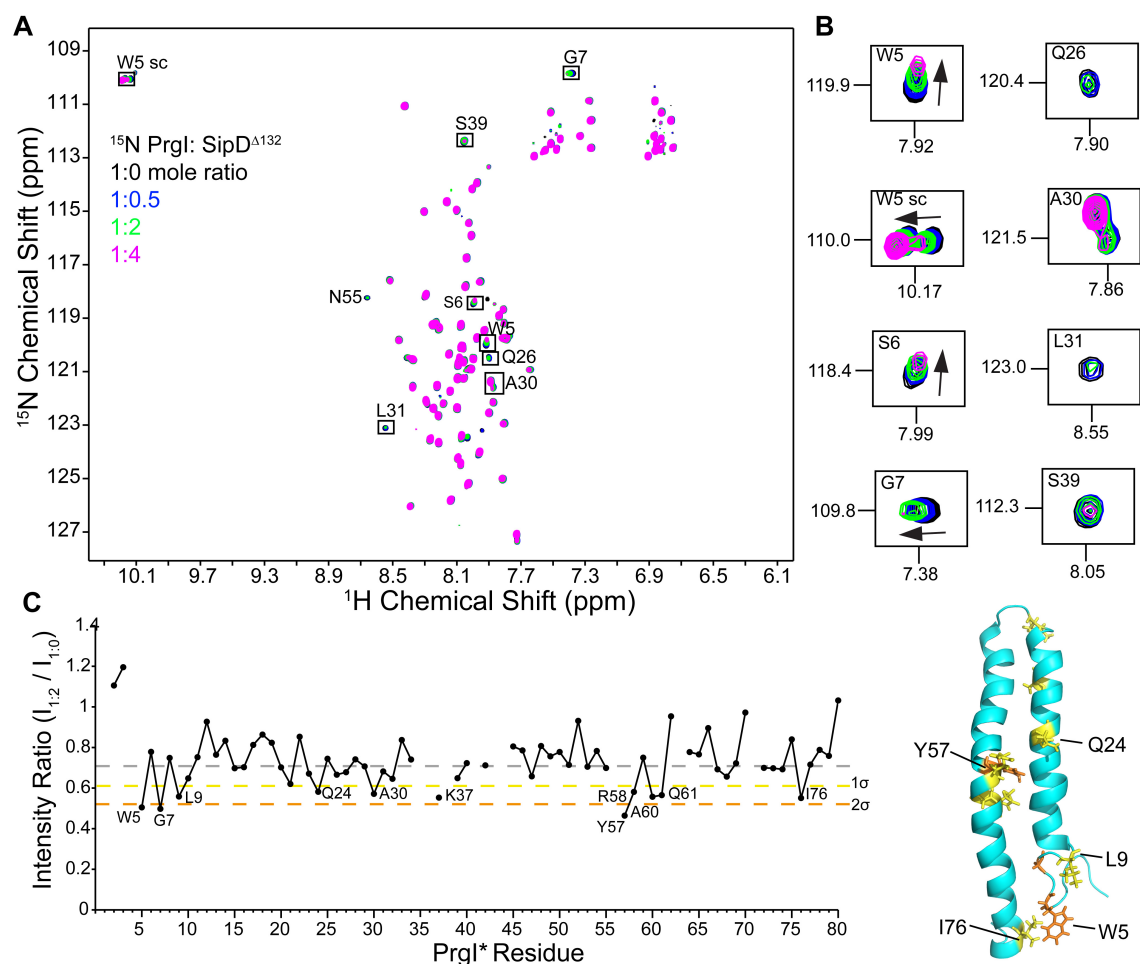 A
109
111
113
115
117
119
121
123
125
127
15N Chemical Shift (ppm)
W5 sc
G7
S39
15N PrgI: SipDΔ132
1:0 mole ratio
1:0.5
1:2
1:4
N55
S6
W5
Q26
A30
L31
10.1 9.7 9.3 8.9 8.5 8.1 7.7 7.3 6.9 6.5 6.1
1H Chemical Shift (ppm)
B
W5
119.9
7.92
Q26
120.4
7.90
W5 sc
110.0
10.17
A30
121.5
7.86
S6
118.4
7.99
L31
123.0
8.55
G7
109.8
7.38
S39
112.3
8.05
C
1.4
1.2
1
0.8
0.6
0.4
0.2
0
Intensity Ratio (I1:2 / I1:0)
W5
G7
L9
Q24
A30
K37
R58
Y57
A60
Q61
I76
1σ
2σ
5 10 15 20 25 30 35 40 45 50 55 60 65 70 75 80
PrgI* Residue
Y57
Q24
L9
I76
W5